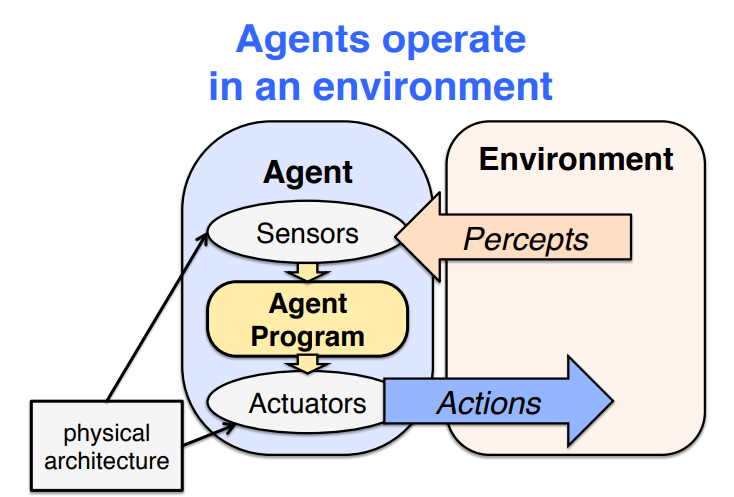 Agents operate
in an environment
Agent
Environment
Sensors
Percepts
Agent
Program
Actuators
Actions
physical
architecture